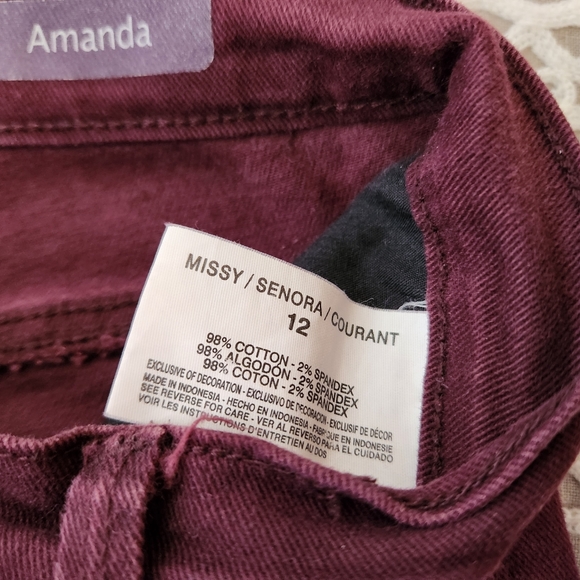 Amanda
MISSY / SENORA / COURANT
12
98% COTTON - 2% SPANDEX
98% ALGODÓN - 2% SPANDEX
98% COTON - 2% SPANDEX
EXCLUSIVE OF DECORATION - EXCLUSIVO DE DECORACIÓN - EXCLUSIF DE DÉCOR
MADE IN INDONESIA - HECHO EN INDONESIA - FABRIQUE EN INDONESIE
SEE REVERSE FOR CARE - VER AL REVERSO PARA EL CUIDADO
VOIR LES INSTRUCTIONS D'ENTRETIEN AU DOS